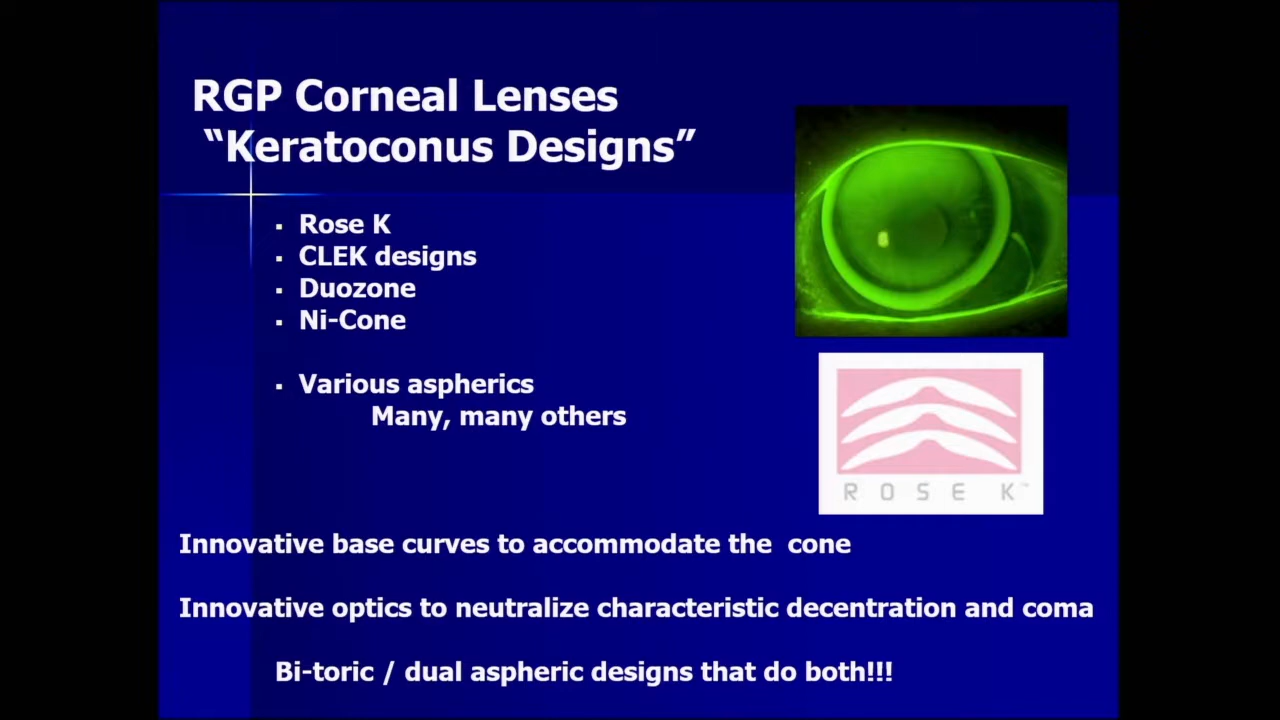 RGP Corneal Lenses
“Keratoconus Designs”
▪ Rose K
▪ CLEK designs
▪ Duozone
▪ Ni-Cone
▪ Various aspherics
Many, many others
ROSE K™
Innovative base curves to accommodate the cone
Innovative optics to neutralize characteristic decentration and coma
Bi-toric / dual aspheric designs that do both!!!